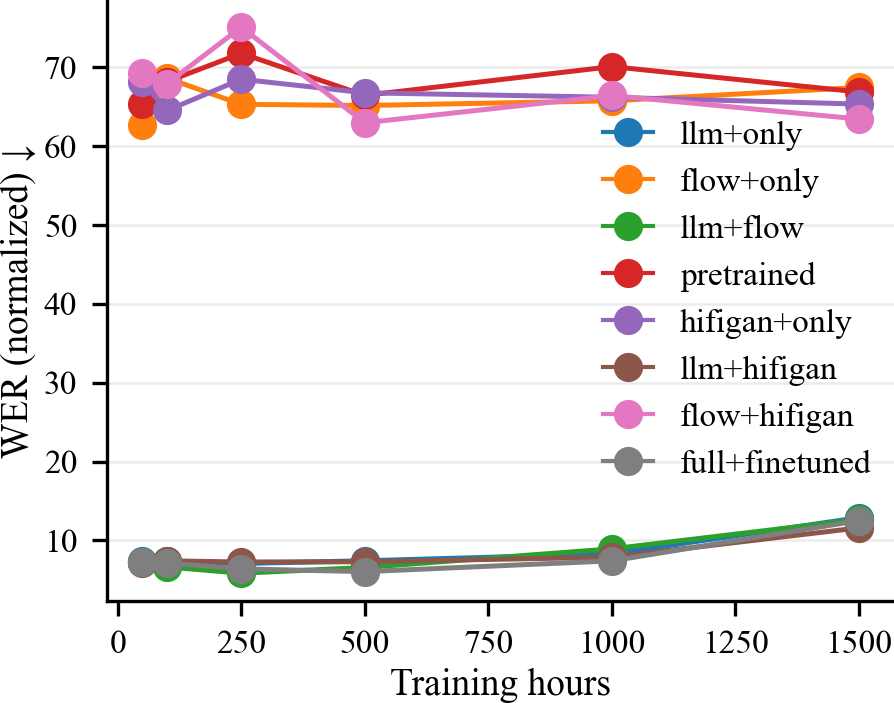 70
60
50
40
30
20
10
WER (normalized) ↓
llm+only
flow+only
llm+flow
pretrained
hifigan+only
llm+hifigan
flow+hifigan
full+finetuned
0 250 500 750 1000 1250 1500
Training hours